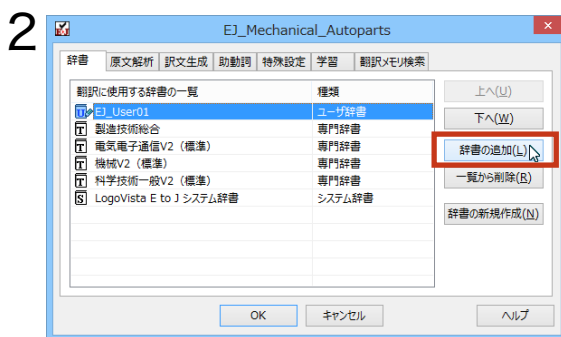 2
EJ_Mechanical_Autoparts
辞書 原文解析 訳文生成 助動詞 特殊設定 学習 翻訳メモリ検索
翻訳に使用する辞書の一覧 種類
EJ_User01 ユーザ辞書
製造技術総合 専門辞書
電気電子通信V2（標準） 専門辞書
機械V2（標準） 専門辞書
科学技術一般V2（標準） 専門辞書
LogoVista E to J システム辞書 システム辞書
上へ(U)
下へ(W)
辞書の追加(L)
一覧から削除(R)
辞書の新規作成(N)
OK キャンセル ヘルプ